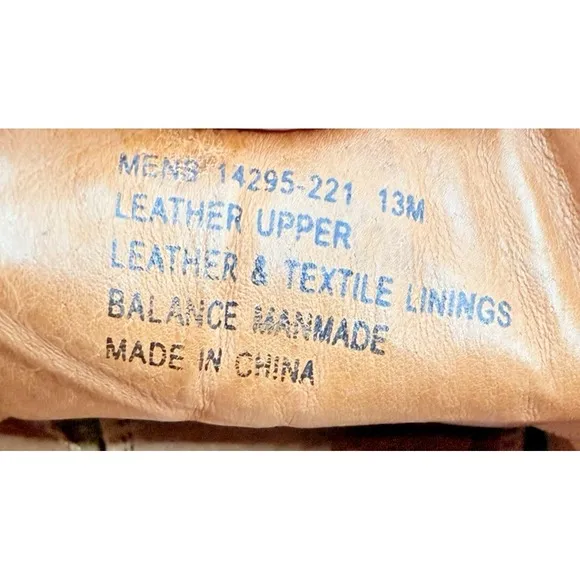 MENS 14295-221 13M
LEATHER UPPER
LEATHER & TEXTILE LININGS
BALANCE MANMADE
MADE IN CHINA